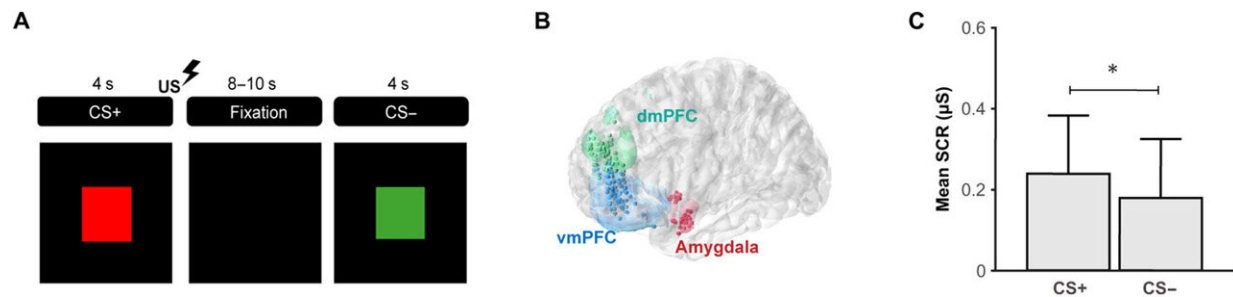 A
4 s
US
8–10 s
4 s
CS+
Fixation
CS–
B
dmPFC
vmPFC
Amygdala
C
Mean SCR (µS)
0.6
0.4
0.2
0
*
CS+
CS–